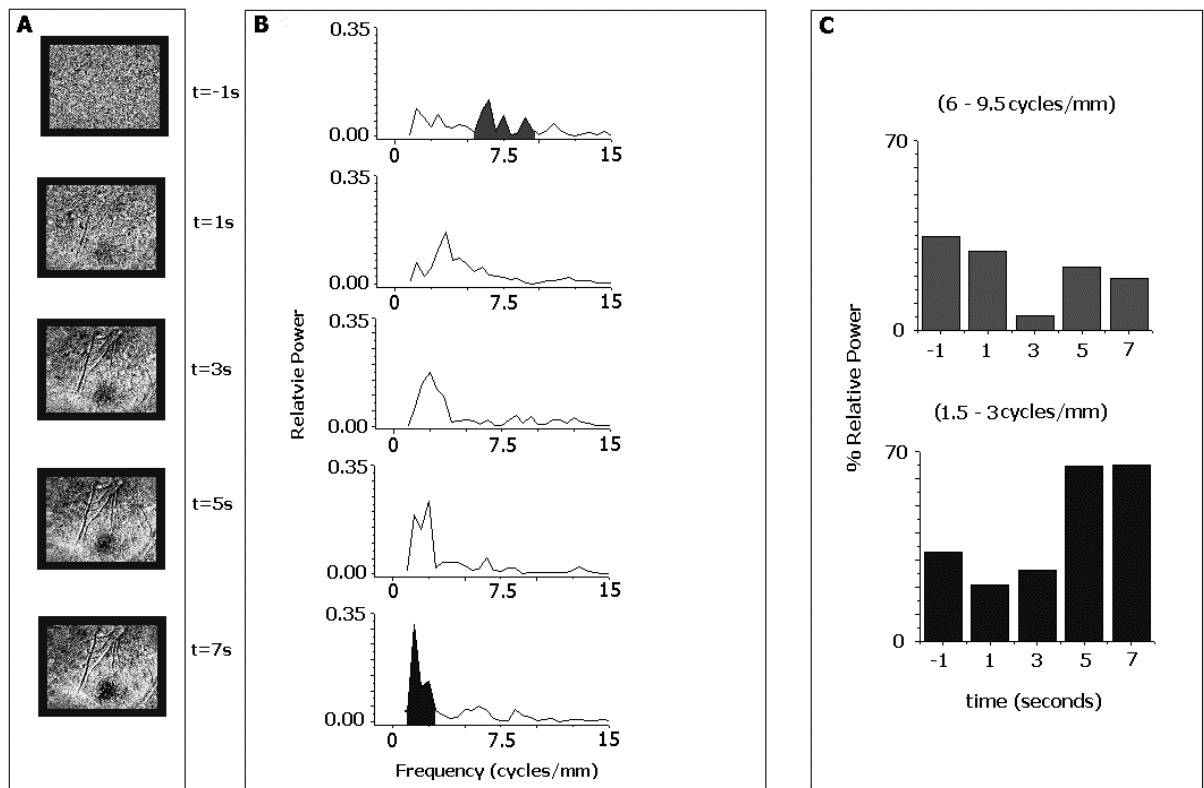 A
t=-1s
t=1s
t=3s
t=5s
t=7s
B
Relatvie Power
0.35
0.00
0 7.5 15
0.35
0.00
0 7.5 15
0.35
0.00
0 7.5 15
0.35
0.00
0 7.5 15
0.35
0.00
0 7.5 15
Frequency (cycles/mm)
C
% Relative Power
(6 - 9.5 cycles/mm)
70
0
-1 1 3 5 7
(1.5 - 3 cycles/mm)
70
0
-1 1 3 5 7
time (seconds)